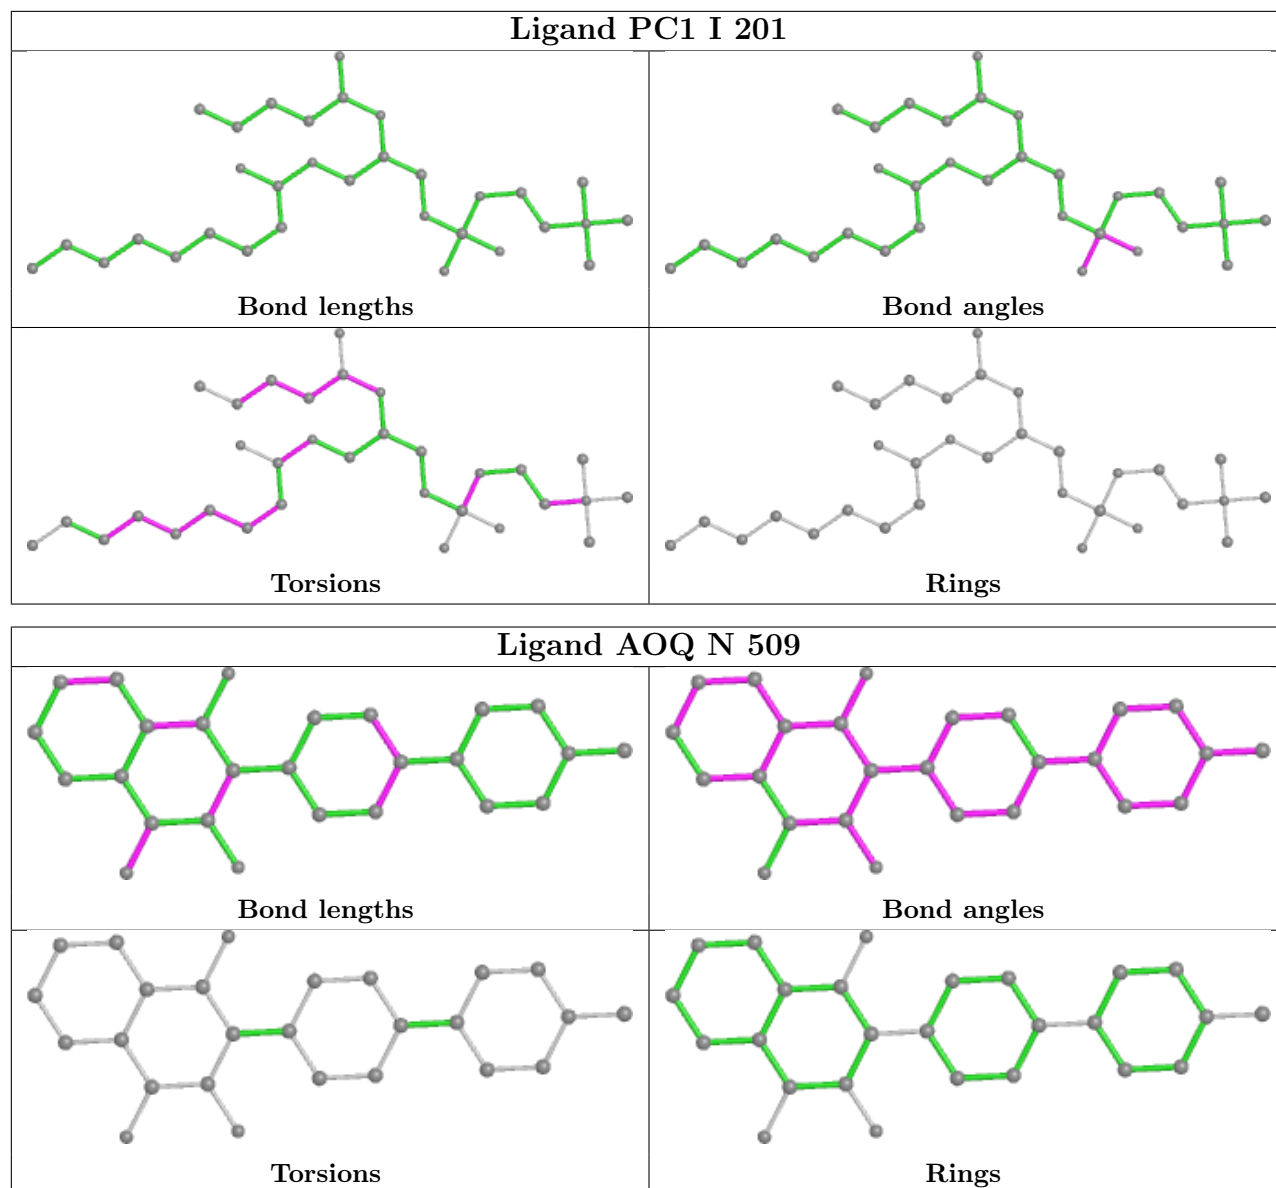 Ligand PC1 I 201
Bond lengths
Bond angles
Torsions
Rings
Ligand AOQ N 509
Bond lengths
Bond angles
Torsions
Rings